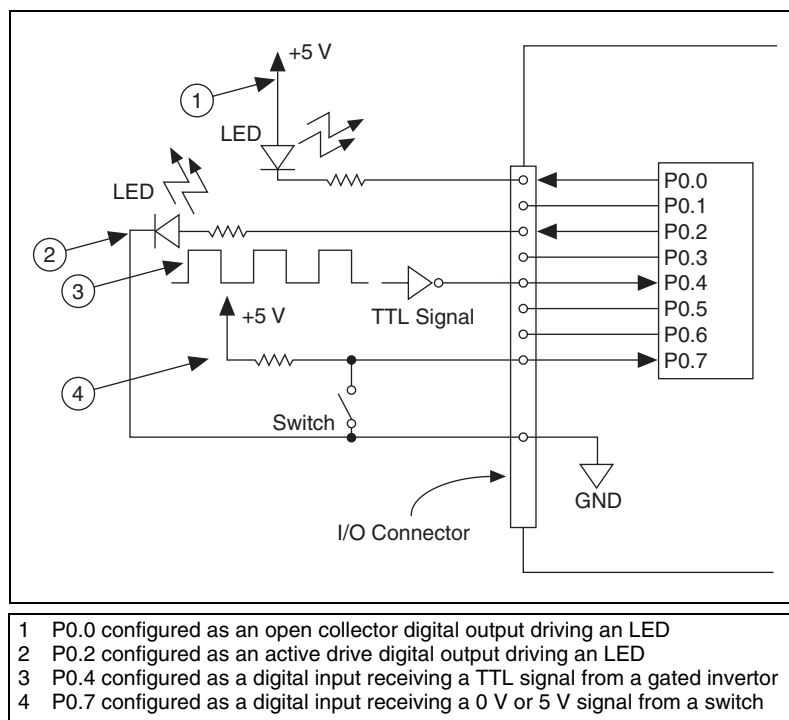 +5 V
1
LED
LED
P0.0
P0.1
2
P0.2
3
P0.3
P0.4
TTL Signal
+5 V
P0.5
P0.6
P0.7
4
Switch
GND
I/O Connector
1 P0.0 configured as an open collector digital output driving an LED
2 P0.2 configured as an active drive digital output driving an LED
3 P0.4 configured as a digital input receiving a TTL signal from a gated invertor
4 P0.7 configured as a digital input receiving a 0 V or 5 V signal from a switch